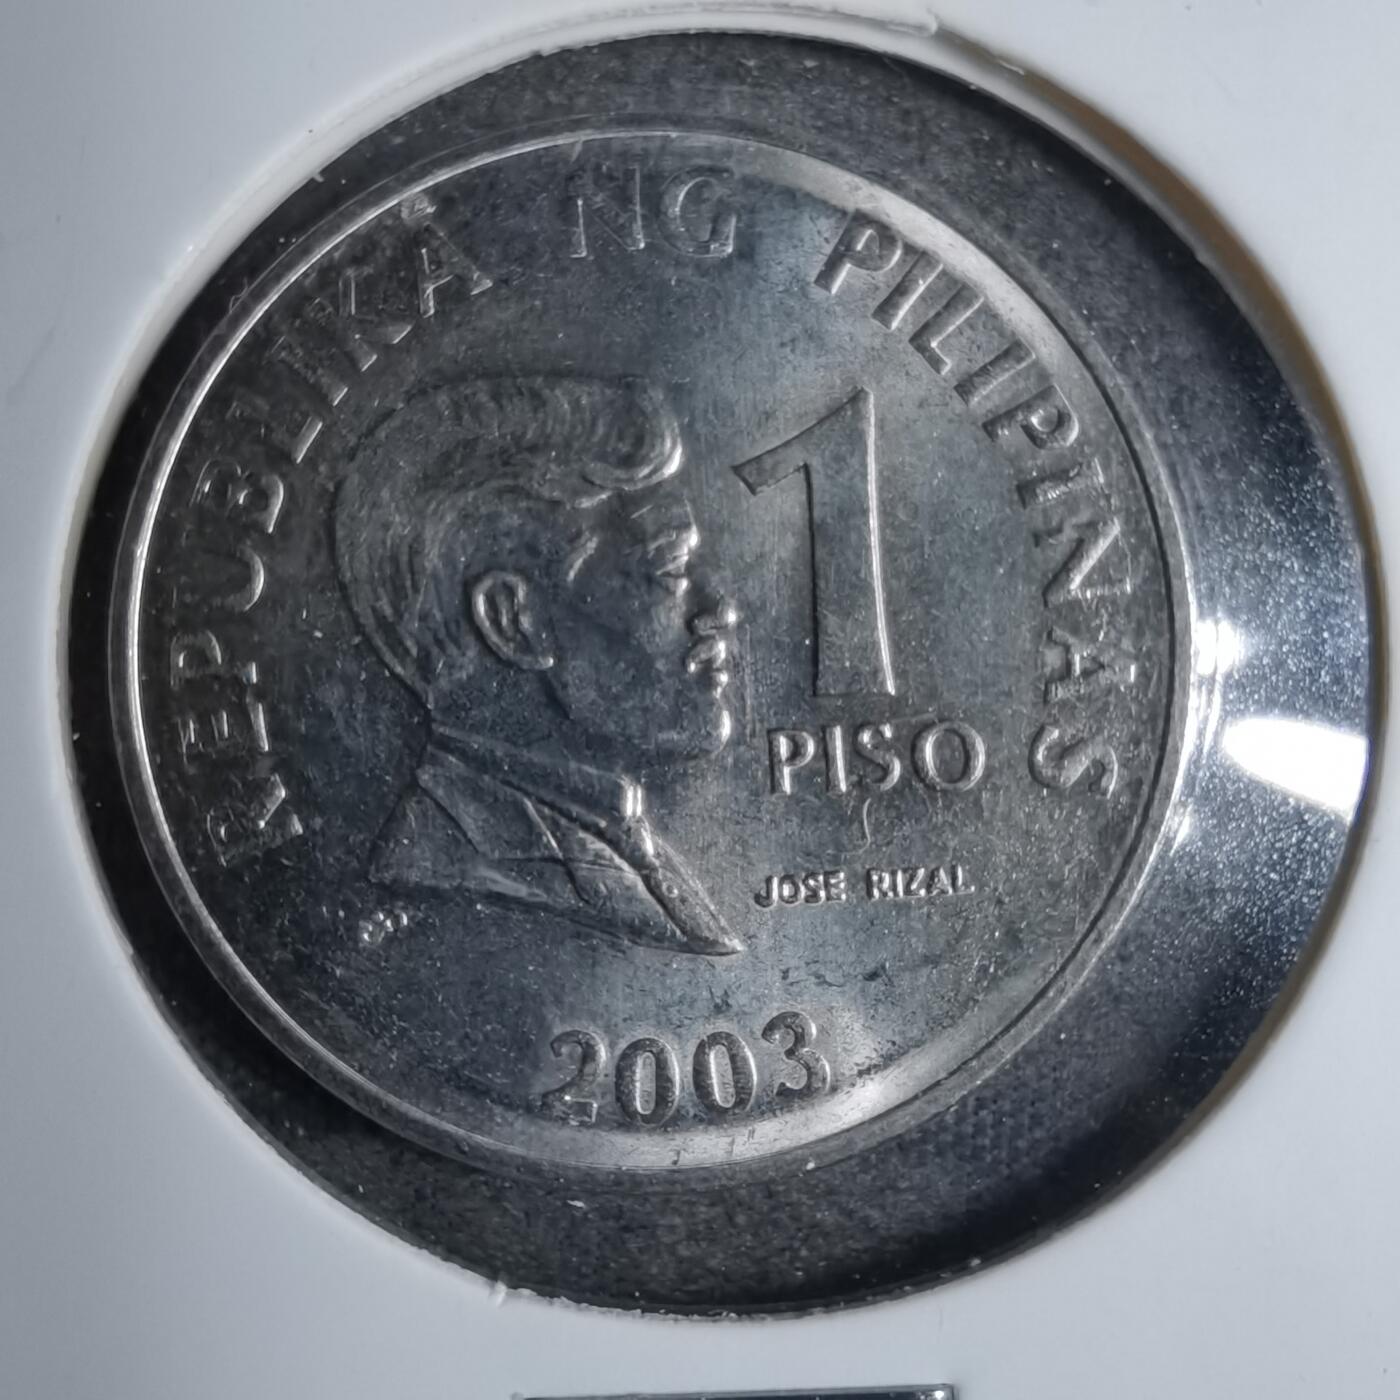 REPUBLIKA NG PILIPINAS
1
PISO
JOSE RIZAL
2003